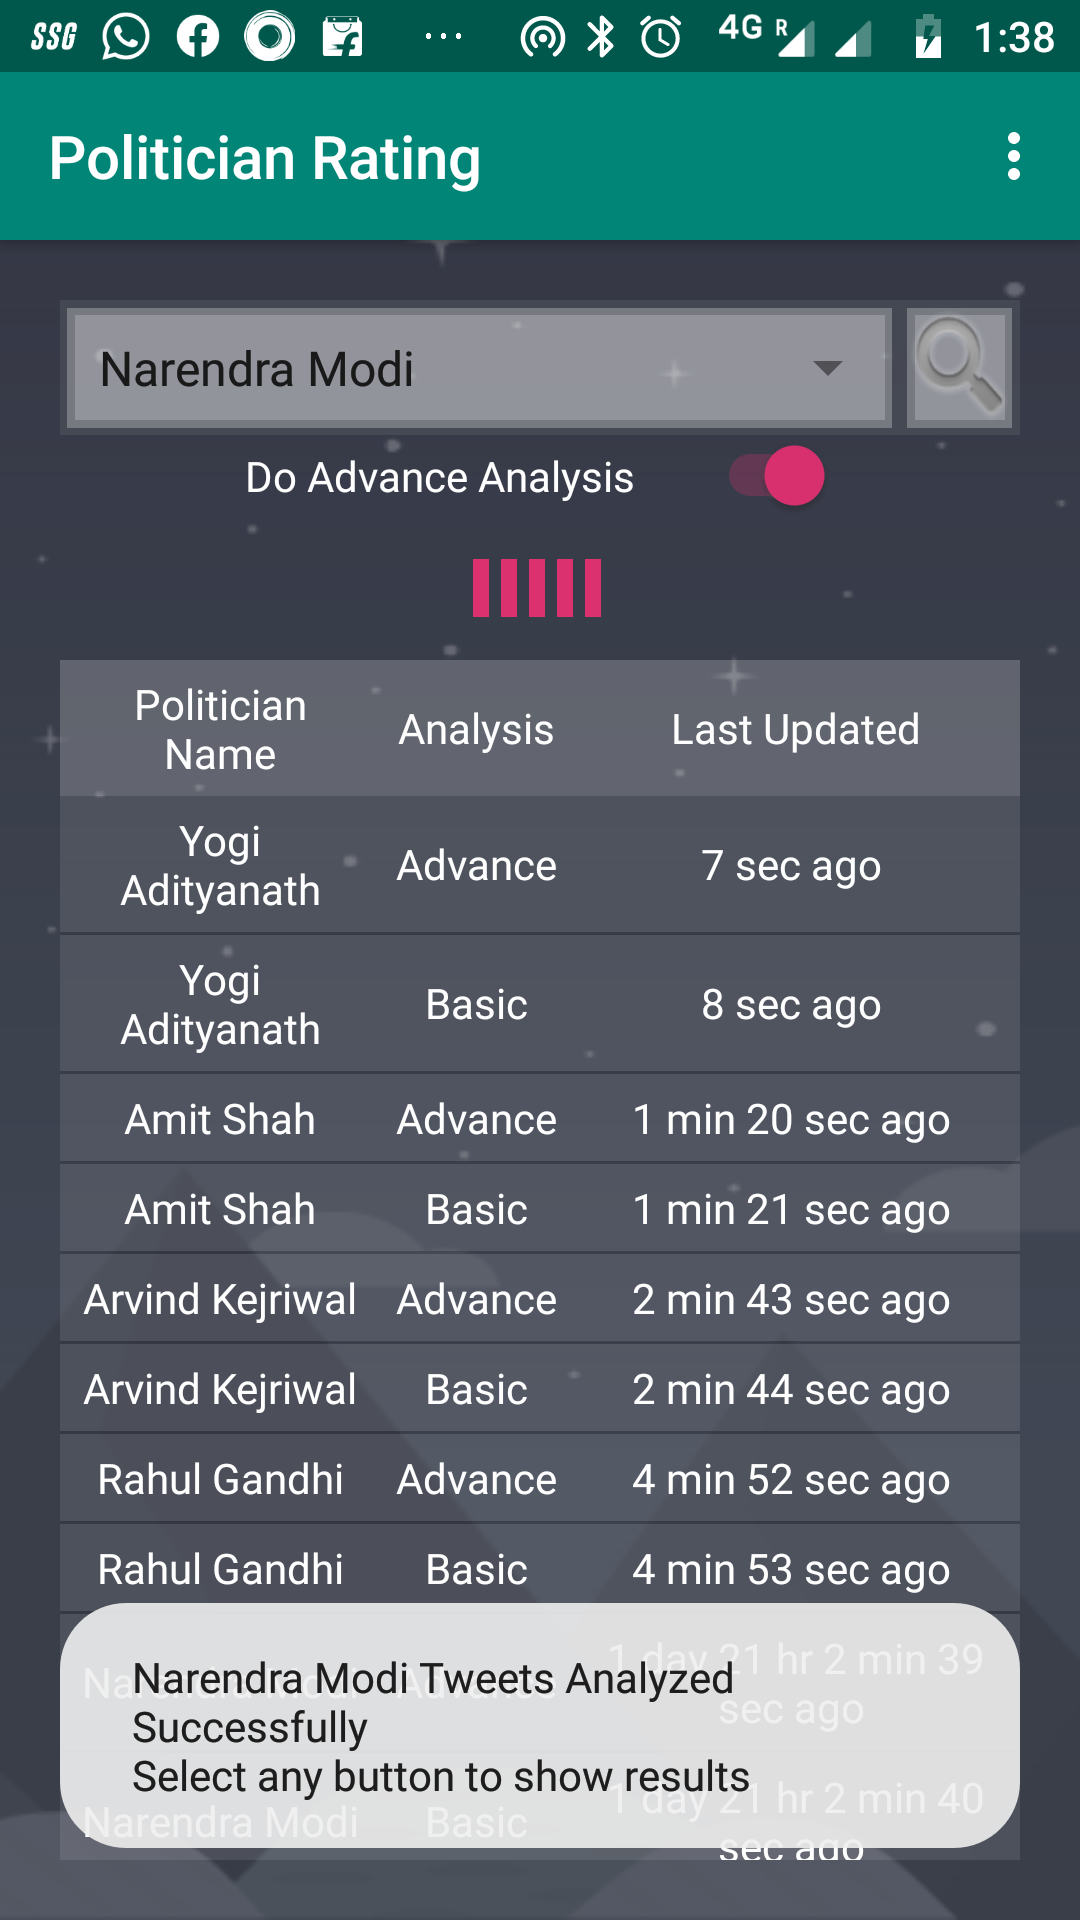 SSG ... 4G R 1:38
Politician Rating
Narendra Modi
Do Advance Analysis
Politician Name Analysis Last Updated
Yogi Adityanath Advance 7 sec ago
Yogi Adityanath Basic 8 sec ago
Amit Shah Advance 1 min 20 sec ago
Amit Shah Basic 1 min 21 sec ago
Arvind Kejriwal Advance 2 min 43 sec ago
Arvind Kejriwal Basic 2 min 44 sec ago
Rahul Gandhi Advance 4 min 52 sec ago
Rahul Gandhi Basic 4 min 53 sec ago
Narendra Modi Advance 1 day 21 hr 2 min 39 sec ago
Narendra Modi Basic 1 day 21 hr 2 min 40 sec ago
Narendra Modi Tweets Analyzed
Successfully
Select any button to show results